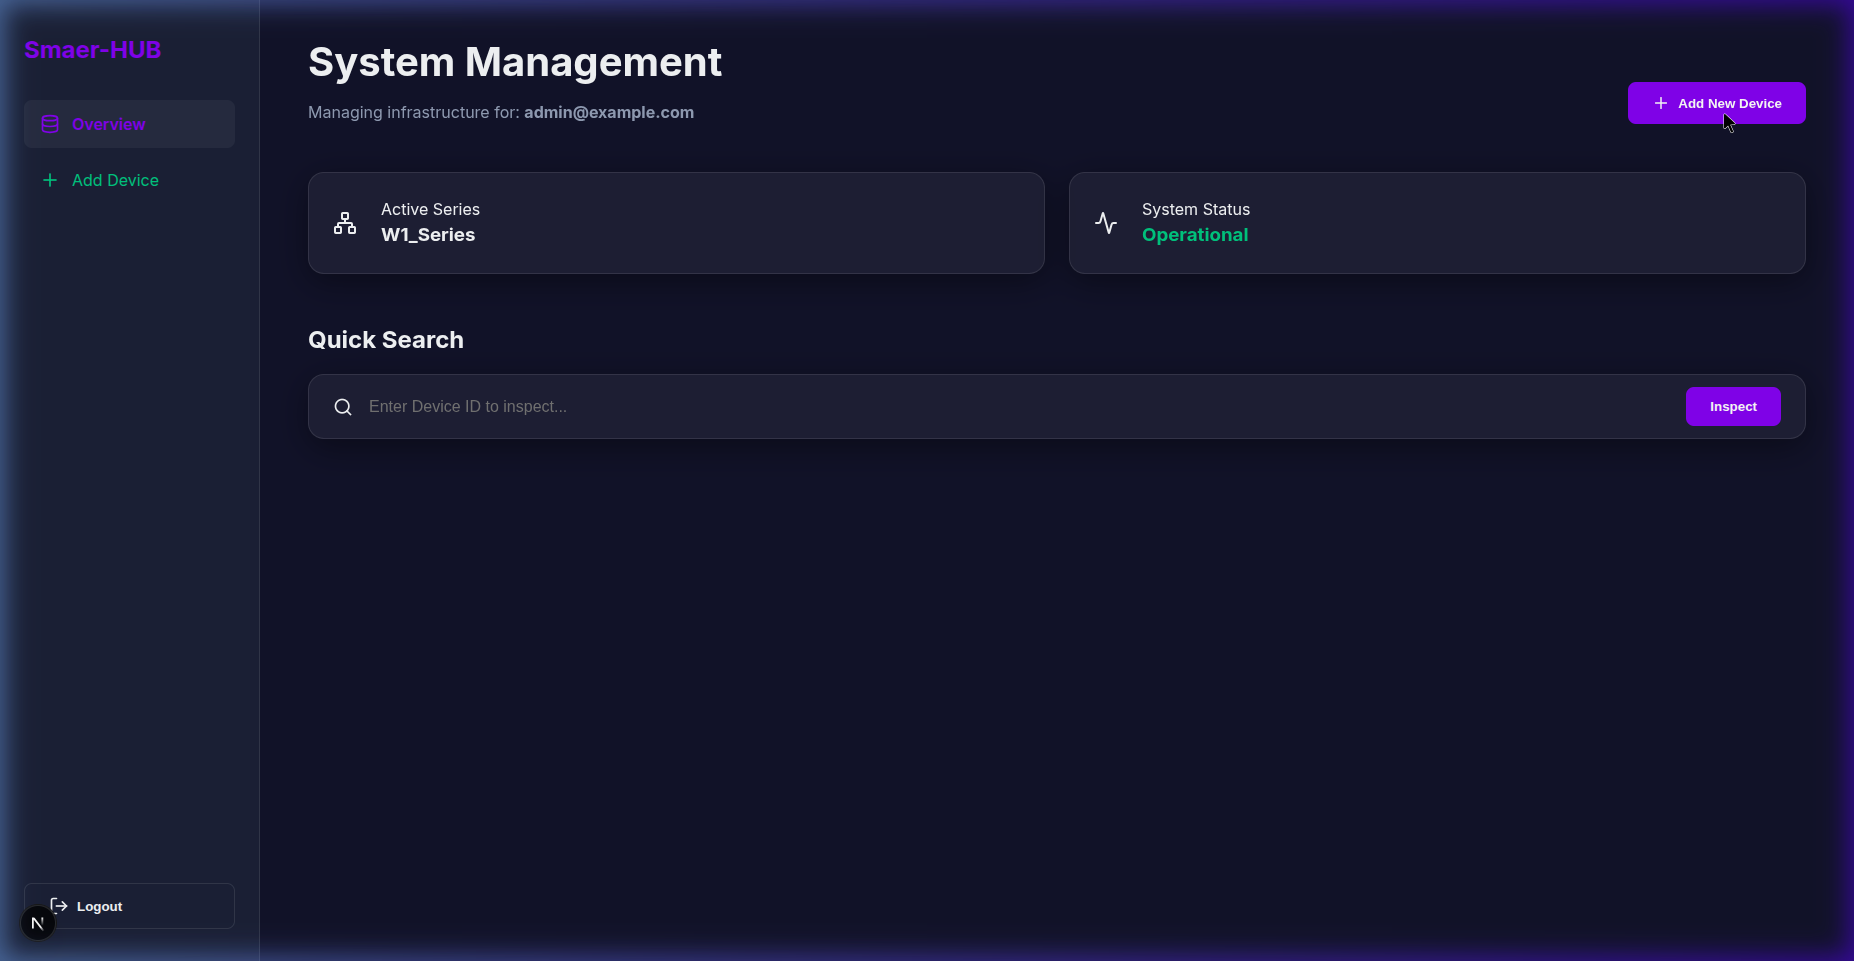 Smaer-HUB
Overview
Add Device
System Management
Managing infrastructure for: admin@example.com
Add New Device
Active Series
W1_Series
System Status
Operational
Quick Search
Enter Device ID to inspect...
Inspect
Logout
N